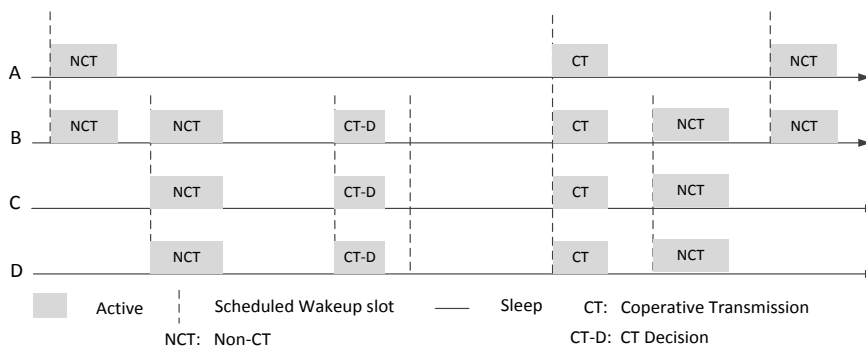 A NCT CT NCT
B NCT NCT CT-D CT NCT NCT
C NCT CT-D CT NCT
D NCT CT-D CT NCT
Active Scheduled Wakeup slot Sleep CT: Coperative Transmission
NCT: Non-CT CT-D: CT Decision